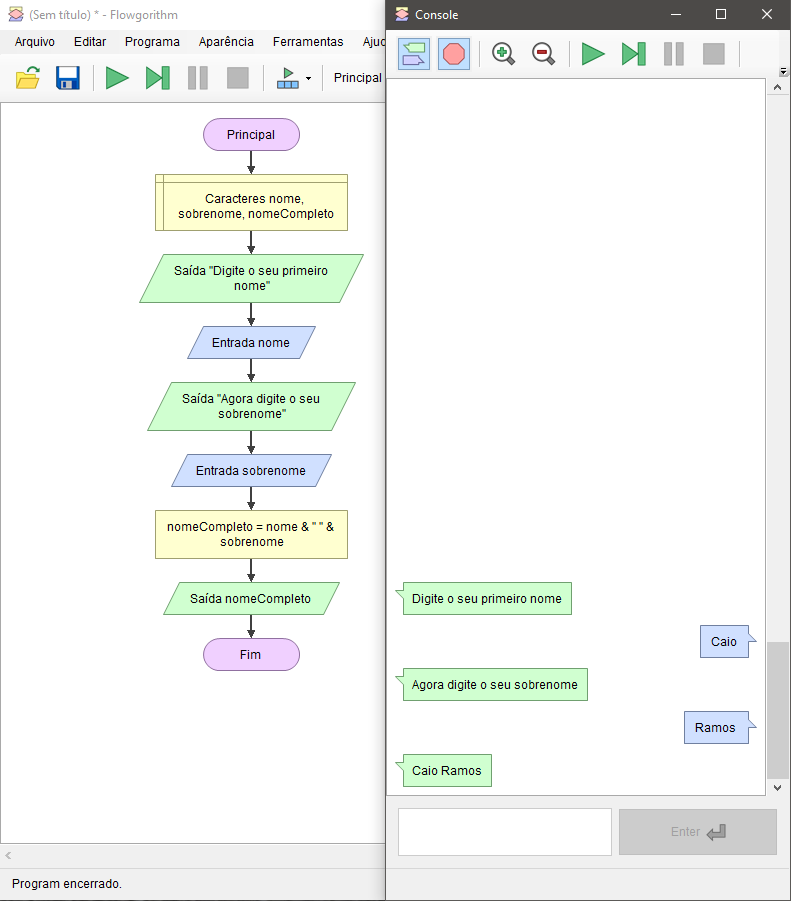 (Sem título) * - Flowgorithm
Arquivo Editar Programa Aparência Ferramentas Ajuc
Principal
Principal
Caracteres nome,
sobrenome, nomeCompleto
Saída "Digite o seu primeiro
nome"
Entrada nome
Saída "Agora digite o seu
sobrenome"
Entrada sobrenome
nomeCompleto = nome & " " &
sobrenome
Saída nomeCompleto
Fim
Program encerrado.
Console
Digite o seu primeiro nome
Caio
Agora digite o seu sobrenome
Ramos
Caio Ramos
Enter